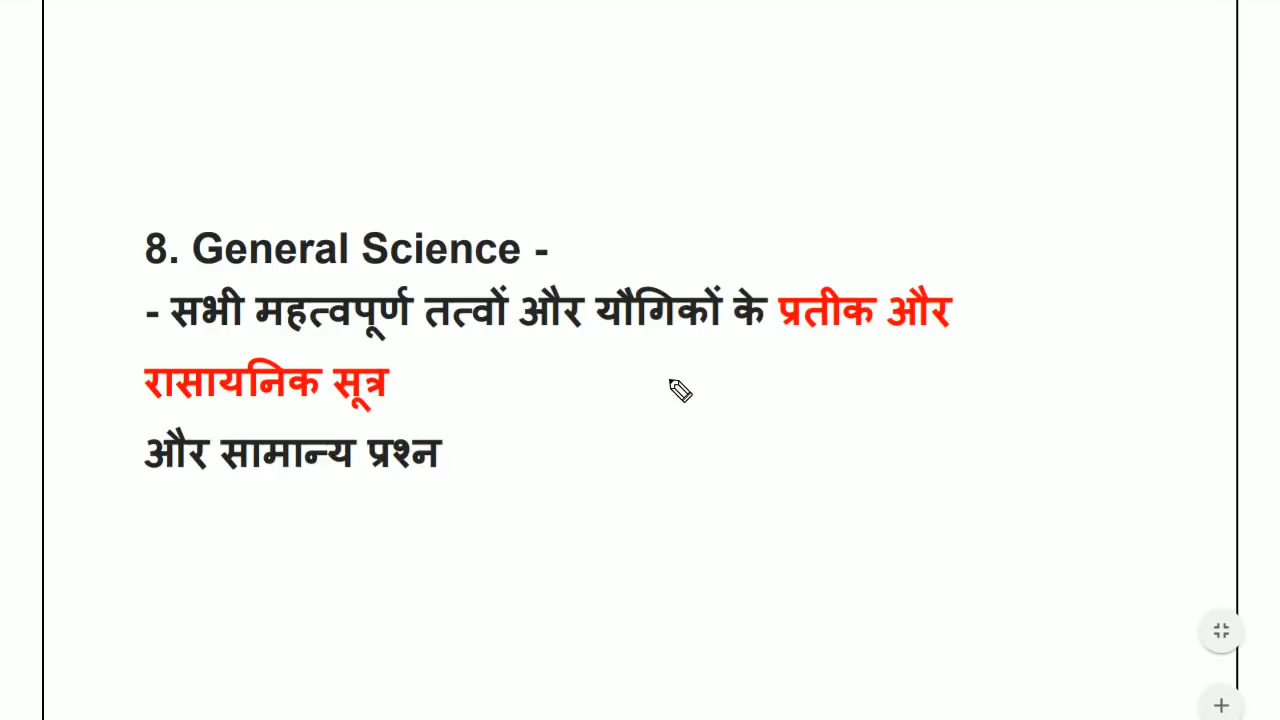 8. General Science -
- सभी महत्वपूर्ण तत्वों और यौगिकों के प्रतीक और
रासायनिक सूत्र
और सामान्य प्रश्न